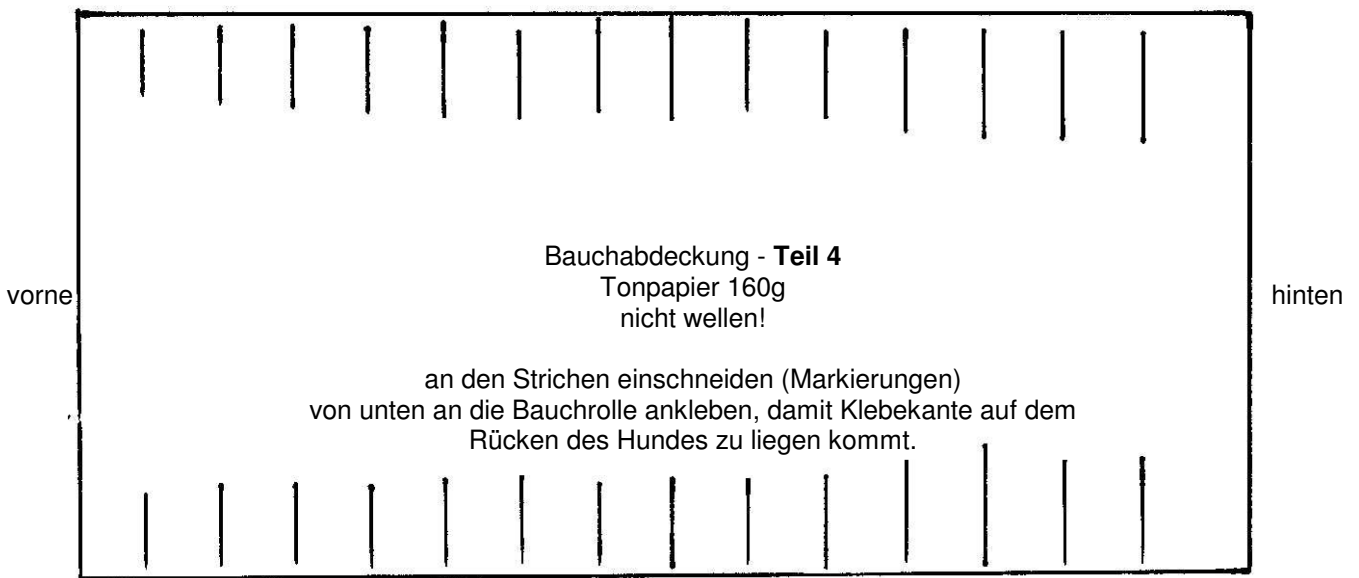 Bauchabdeckung - Teil 4
Tonpapier 160g
vorne
hinten
nicht wellen!
an den Strichen einschneiden (Markierungen)
von unten an die Bauchrolle ankleben, damit Klebekante auf dem
Rücken des Hundes zu liegen kommt.